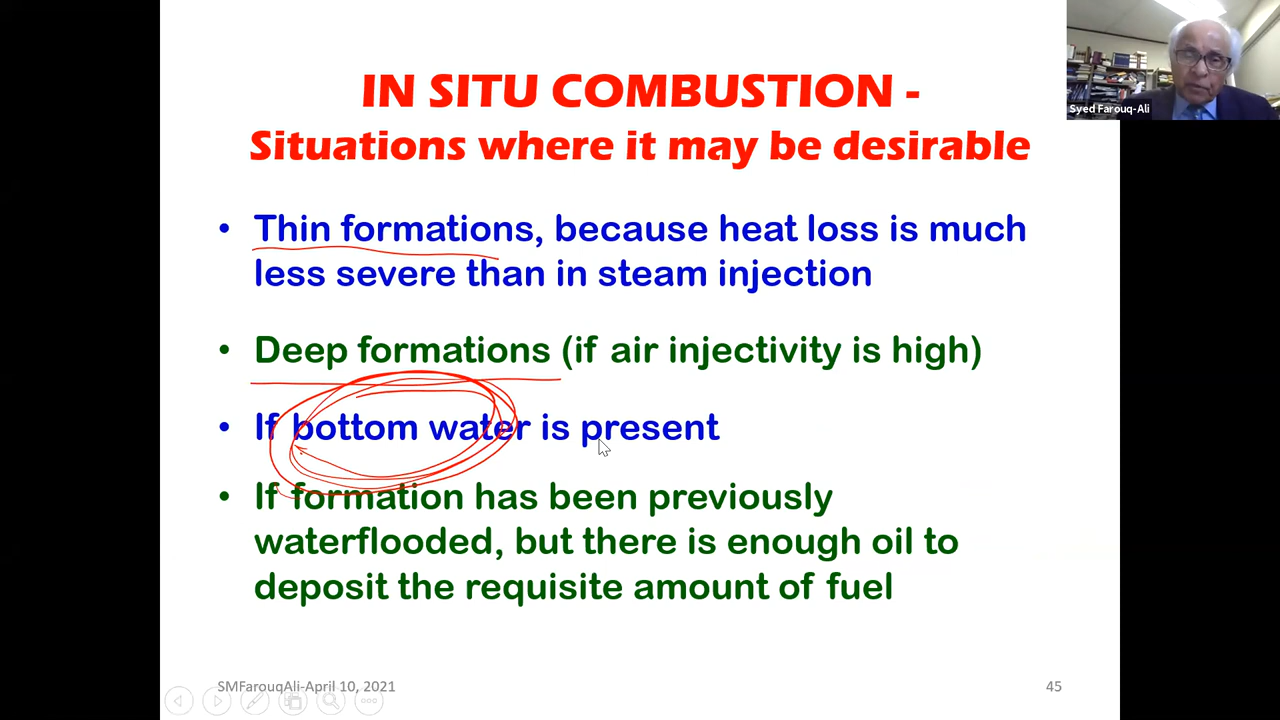 Syed Farouq-Ali
IN SITU COMBUSTION -
Situations where it may be desirable
• Thin formations, because heat loss is much
less severe than in steam injection
• Deep formations (if air injectivity is high)
• If bottom water is present
• If formation has been previously
waterflooded, but there is enough oil to
deposit the requisite amount of fuel
SMFarouqAli-April 10, 2021
45